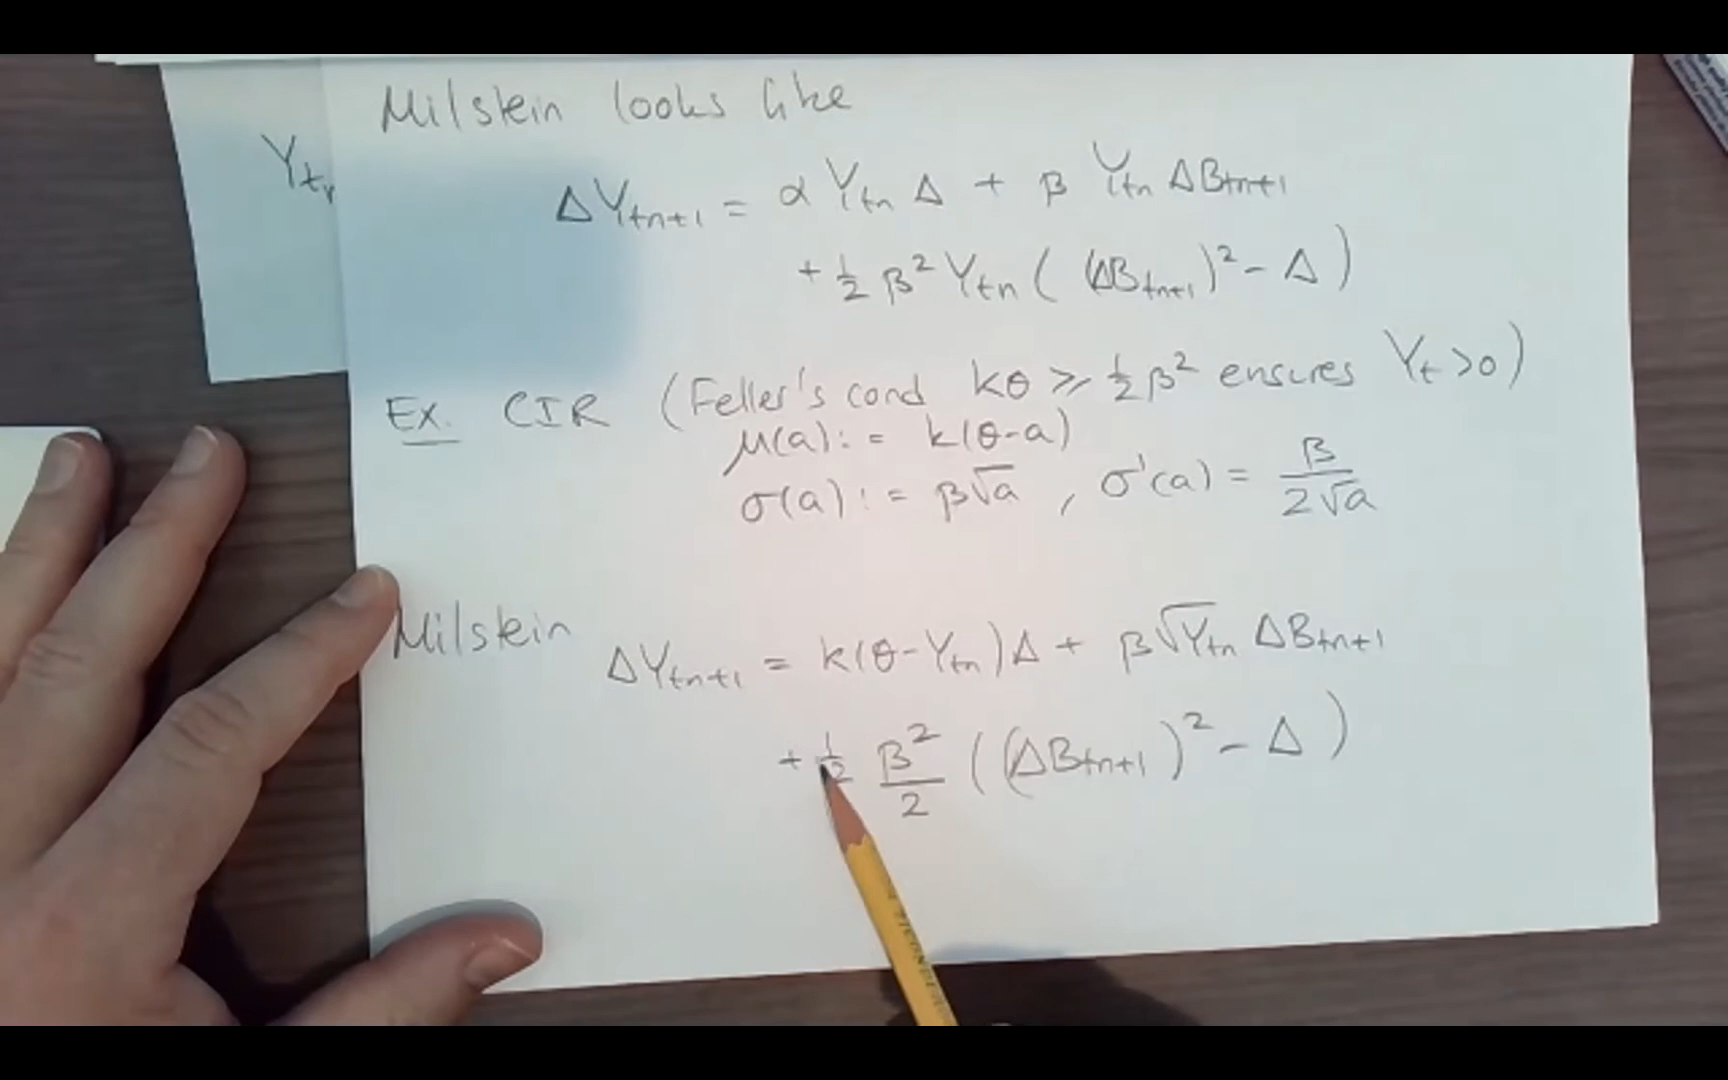 Milstein looks like
Ytn
ΔYtn+1 = α Ytn Δ + β Ytn ΔBtn+1
+ ½ β² Ytn ( (ΔBtn+1)² - Δ )
Ex. CIR (Feller's cond kθ ⩾ ½β² ensures Yt>0)
μ(a) := k(θ-a)
σ(a) := β√a , σ'(a) = β/2√a
Milstein
ΔYtn+1 = k(θ-Ytn)Δ + β√Ytn ΔBtn+1
+ ½ β²/2 ( (ΔBtn+1)² - Δ )